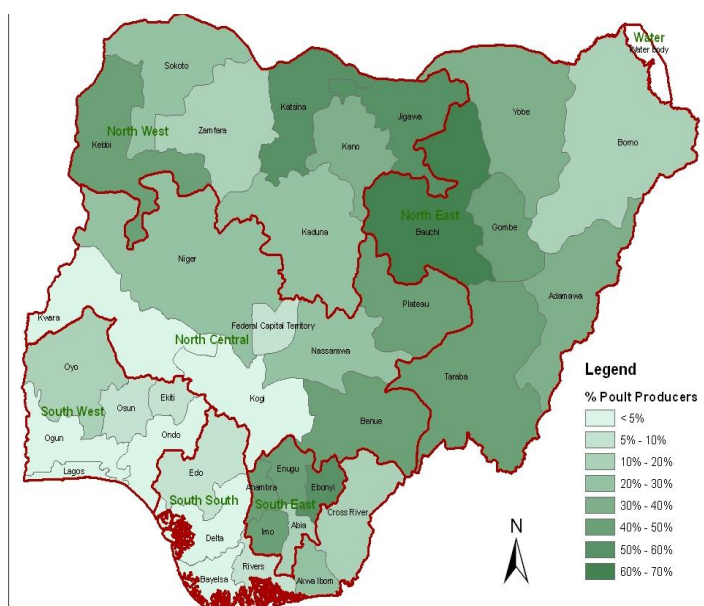 Water
Water body
Sokoto
Katsina
Yobe
Jigawa
North West
Zamfara
Borno
Kebbi
Kano
North East
Bauchi
Gombe
Kaduna
Niger
Adamawa
Plateau
Kwara
Federal Capital Territory
North Central
Nassarawa
Oyo
Taraba
Kogi
Ekiti
Benue
South West
Osun
Ogun
Ondo
Lagos
Edo
Enugu
Anambra
Ebonyi
South South
South East
Cross River
Imo
Abia
Delta
Rivers
Bayelsa
Akwa Ibom
Legend
% Poult Producers
< 5%
5% - 10%
10% - 20%
20% - 30%
30% - 40%
40% - 50%
50% - 60%
60% - 70%
N